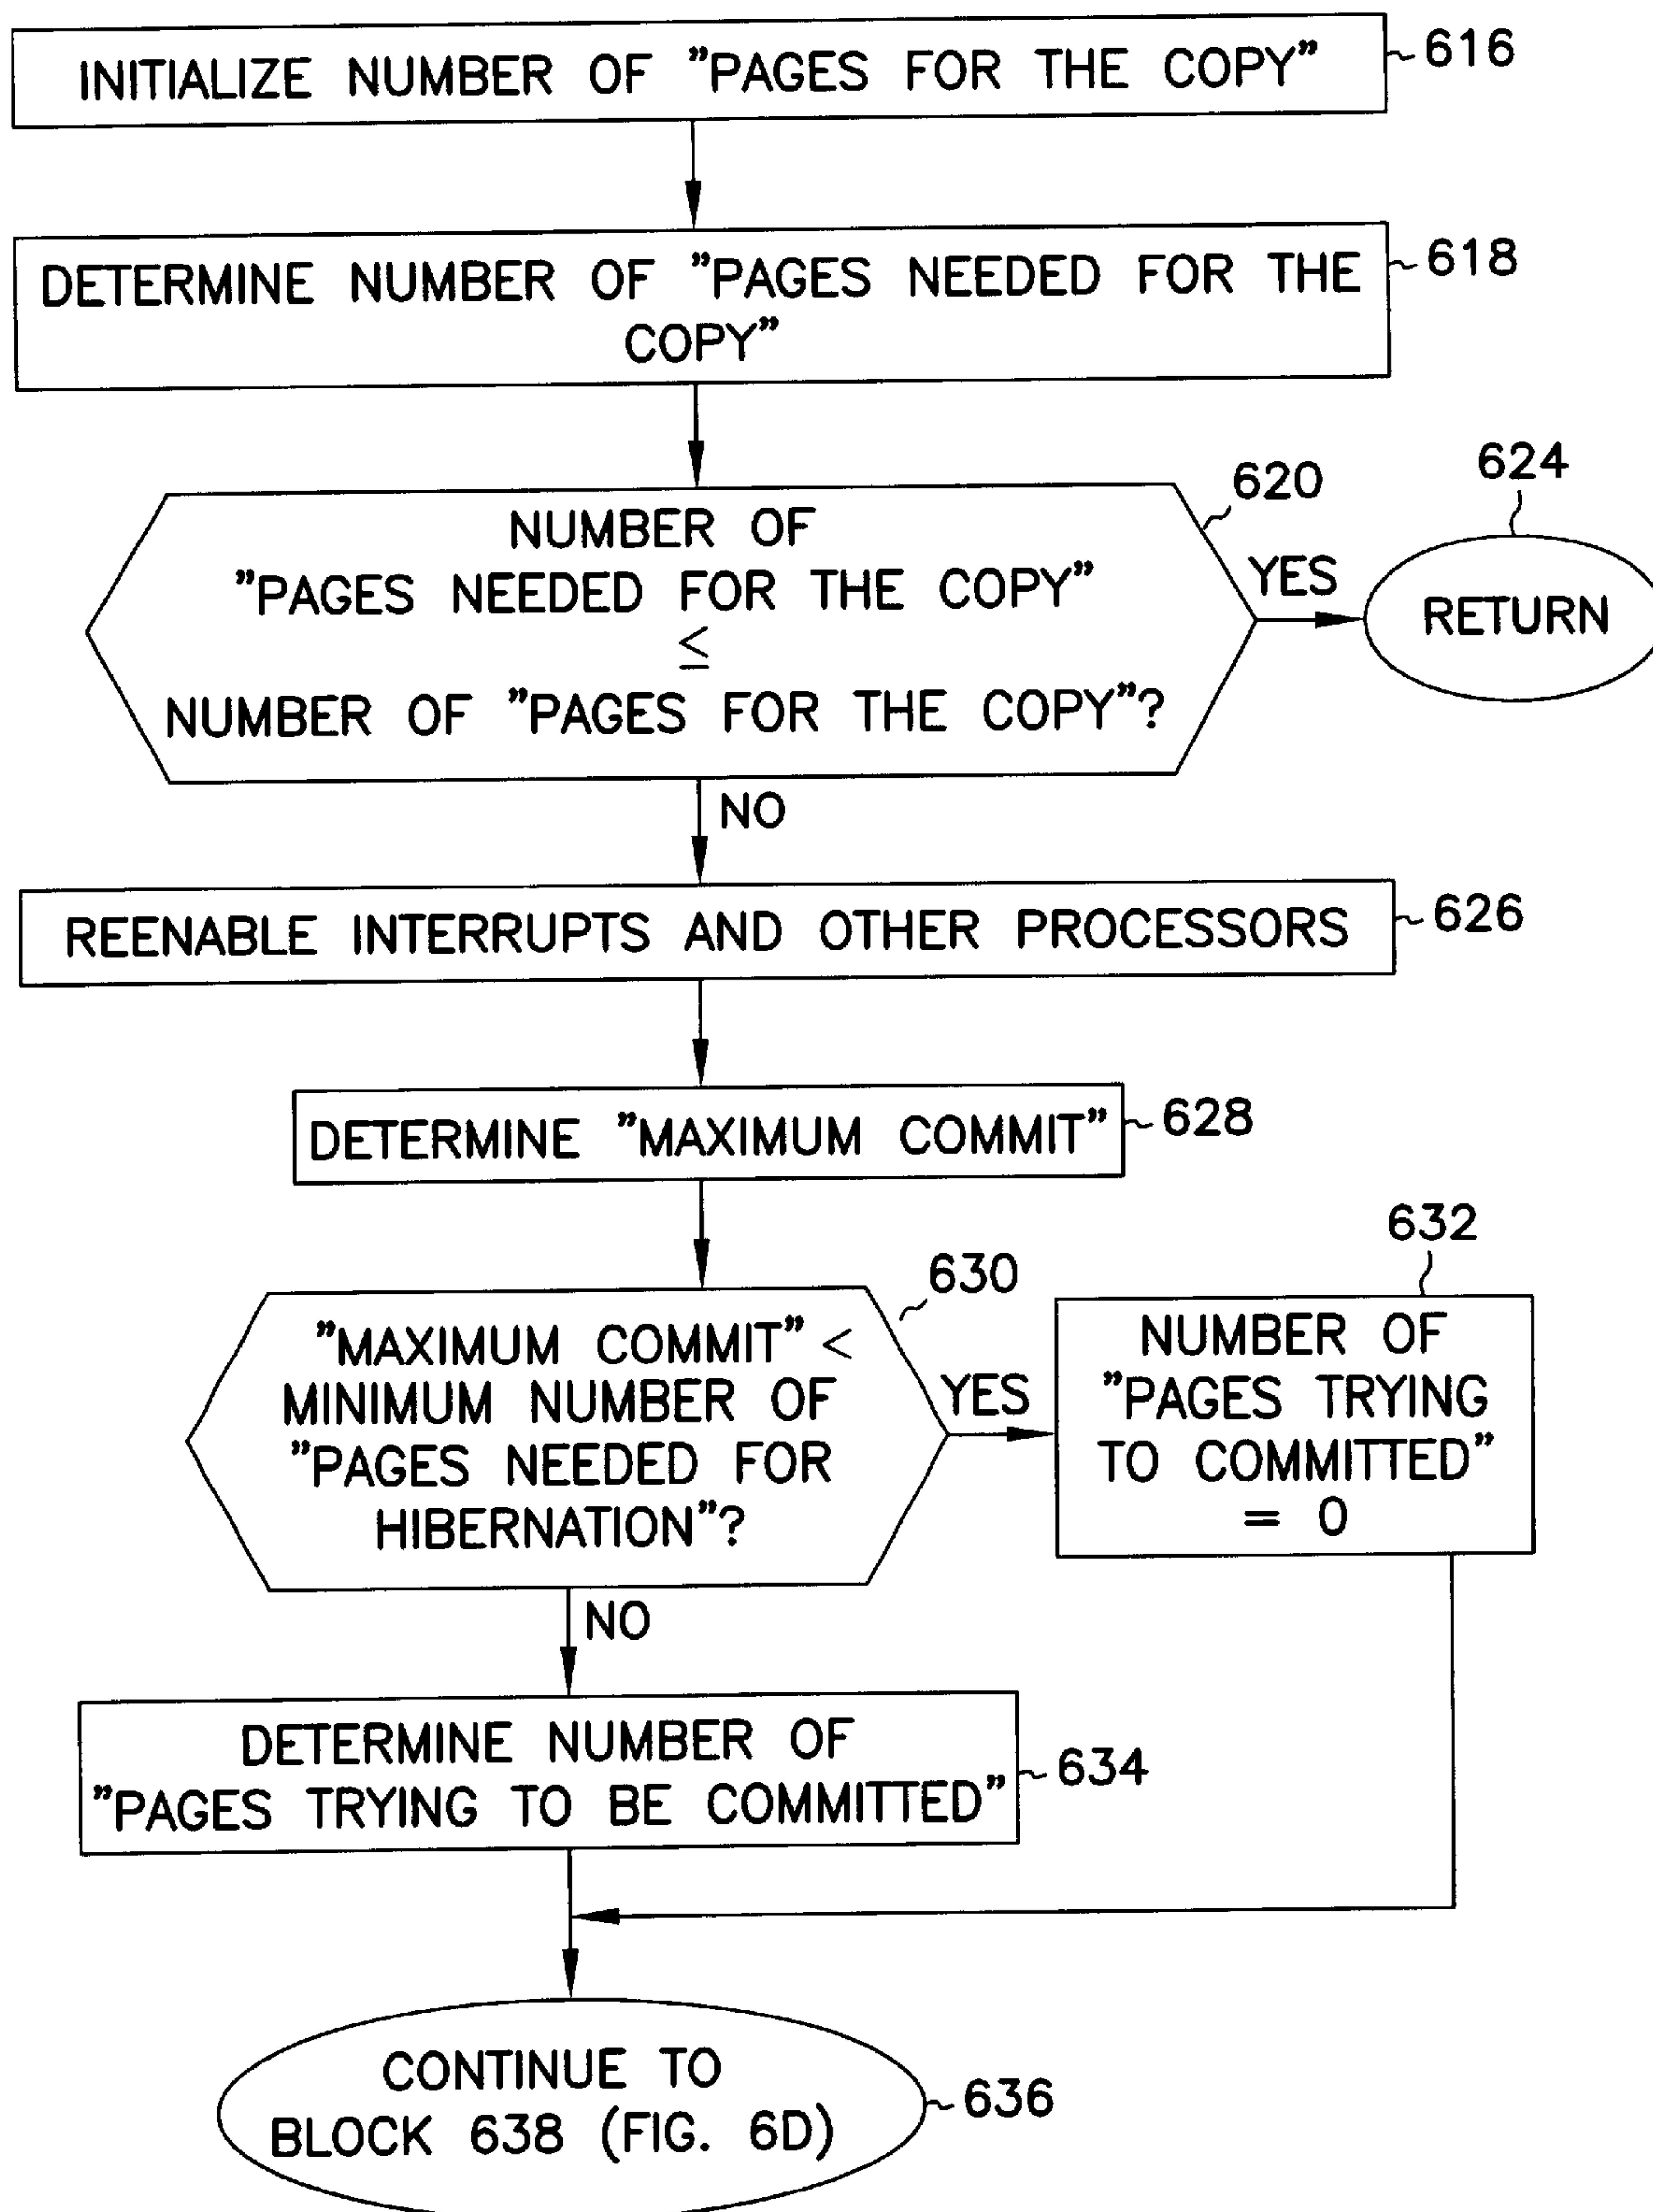 INITIALIZE NUMBER OF "PAGES FOR THE COPY"
616
DETERMINE NUMBER OF "PAGES NEEDED FOR THE
COPY"
618
NUMBER OF
"PAGES NEEDED FOR THE COPY"
≤
NUMBER OF "PAGES FOR THE COPY"?
620
YES
624
RETURN
NO
REENABLE INTERRUPTS AND OTHER PROCESSORS
626
DETERMINE "MAXIMUM COMMIT"
628
"MAXIMUM COMMIT" <
MINIMUM NUMBER OF
"PAGES NEEDED FOR
HIBERNATION"?
630
YES
632
NUMBER OF
"PAGES TRYING
TO COMMITTED"
= 0
NO
DETERMINE NUMBER OF
"PAGES TRYING TO BE COMMITTED"
634
CONTINUE TO
BLOCK 638 (FIG. 6D)
636